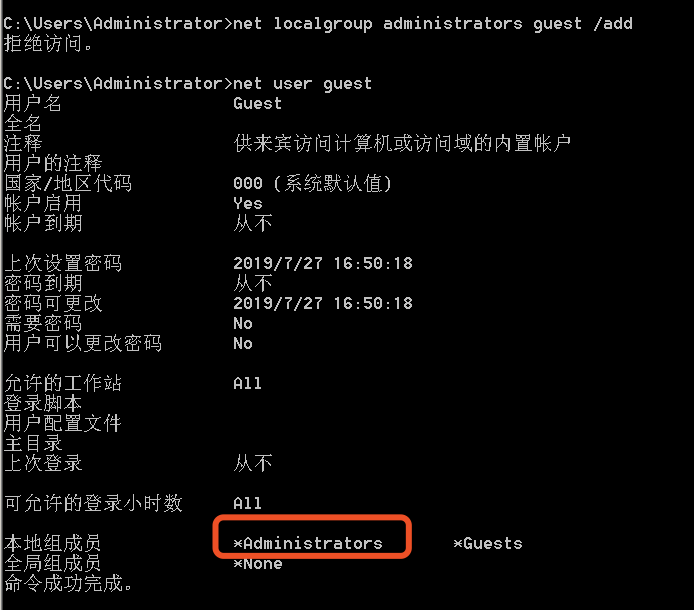 C:\Users\Administrator>net localgroup administrators guest /add
拒绝访问。
C:\Users\Administrator>net user guest
用户名 Guest
全名
注释 供来宾访问计算机或访问域的内置帐户
用户的注释
国家/地区代码 000 (系统默认值)
帐户启用 Yes
帐户到期 从不
上次设置密码 2019/7/27 16:50:18
密码到期 从不
密码可更改 2019/7/27 16:50:18
需要密码 No
用户可以更改密码 No
允许的工作站 All
登录脚本
用户配置文件
主目录
上次登录 从不
可允许的登录小时数 All
本地组成员 *Administrators *Guests
全局组成员 *None
命令成功完成。